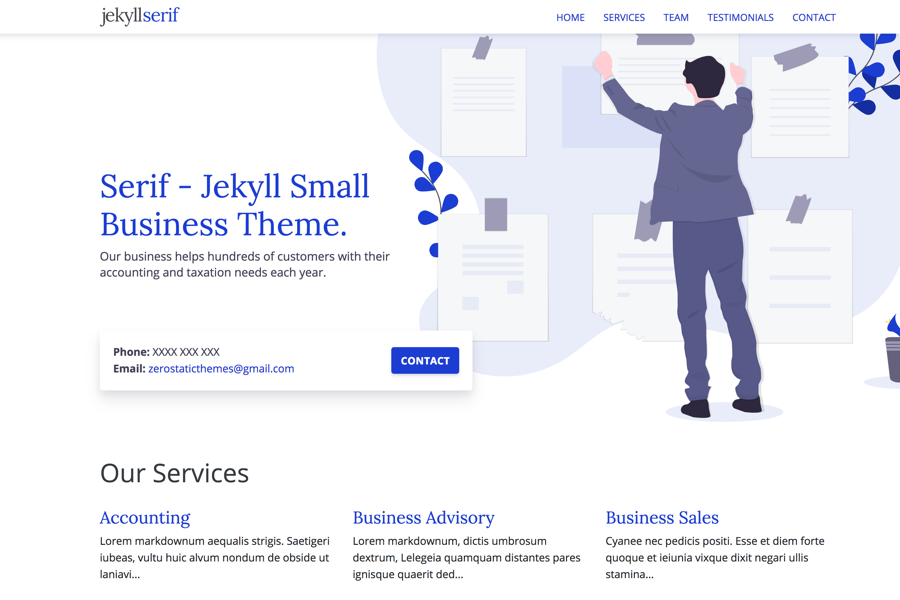 jekyllserif
HOME SERVICES TEAM TESTIMONIALS CONTACT
Serif - Jekyll Small
Business Theme.
Our business helps hundreds of customers with their
accounting and taxation needs each year.
Phone: XXXX XXX XXX
Email: zerostaticthemes@gmail.com
CONTACT
Our Services
Accounting
Lorem markdownum aequalis strigis. Saetigeri
iubeas, vultu huic alvum nondum de obside ut
laniavi...
Business Advisory
Lorem markdownum, dictis umbrosum
dextrum, Lelegeia quamquam distantes pares
ignisque quaerit ded...
Business Sales
Cyanee nec pedicis positi. Esse et diem forte
quoque et ieiunia vixque dixit negari ullis
stamina...